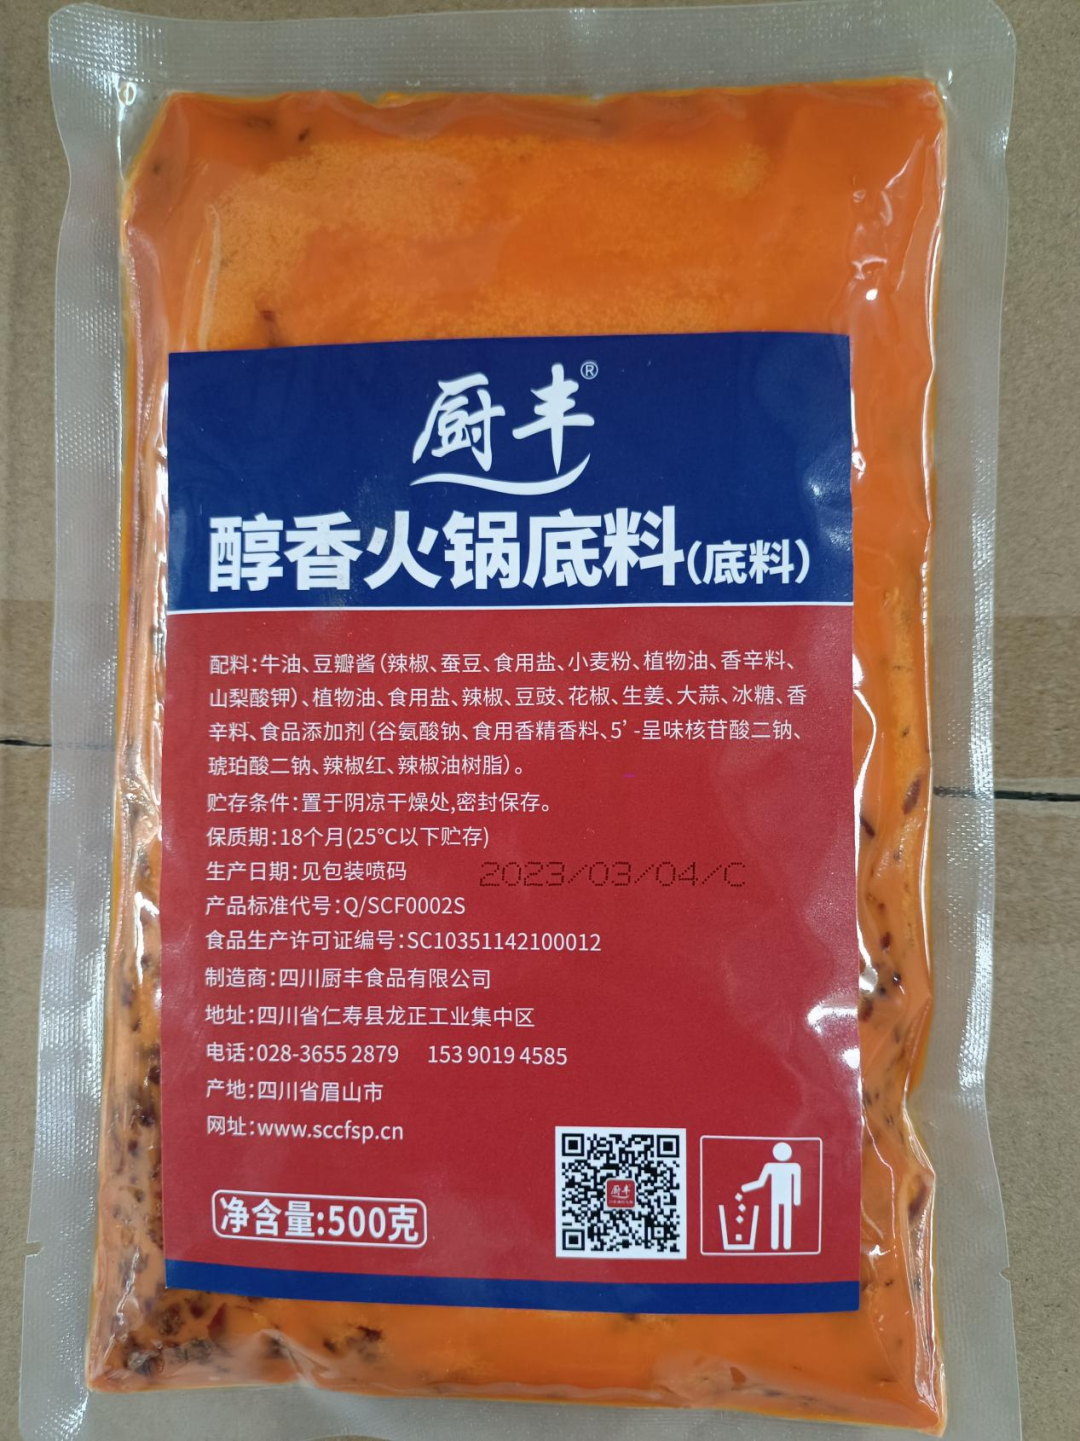 厨丰®
醇香火锅底料(底料)
配料:牛油、豆瓣酱(辣椒、蚕豆、食用盐、小麦粉、植物油、香辛料、
山梨酸钾)、植物油、食用盐、辣椒、豆豉、花椒、生姜、大蒜、冰糖、香
辛料、食品添加剂(谷氨酸钠、食用香精香料、5’-呈味核苷酸二钠、
琥珀酸二钠、辣椒红、辣椒油树脂)。
贮存条件:置于阴凉干燥处,密封保存。
保质期:18个月(25℃以下贮存)
生产日期:见包装喷码 2023/03/04/C
产品标准代号:Q/SCF0002S
食品生产许可证编号:SC10351142100012
制造商:四川厨丰食品有限公司
地址:四川省仁寿县龙正工业集中区
电话:028-3655 2879 153 9019 4585
产地:四川省眉山市
网址:www.sccfsp.cn
净含量:500克
厨丰